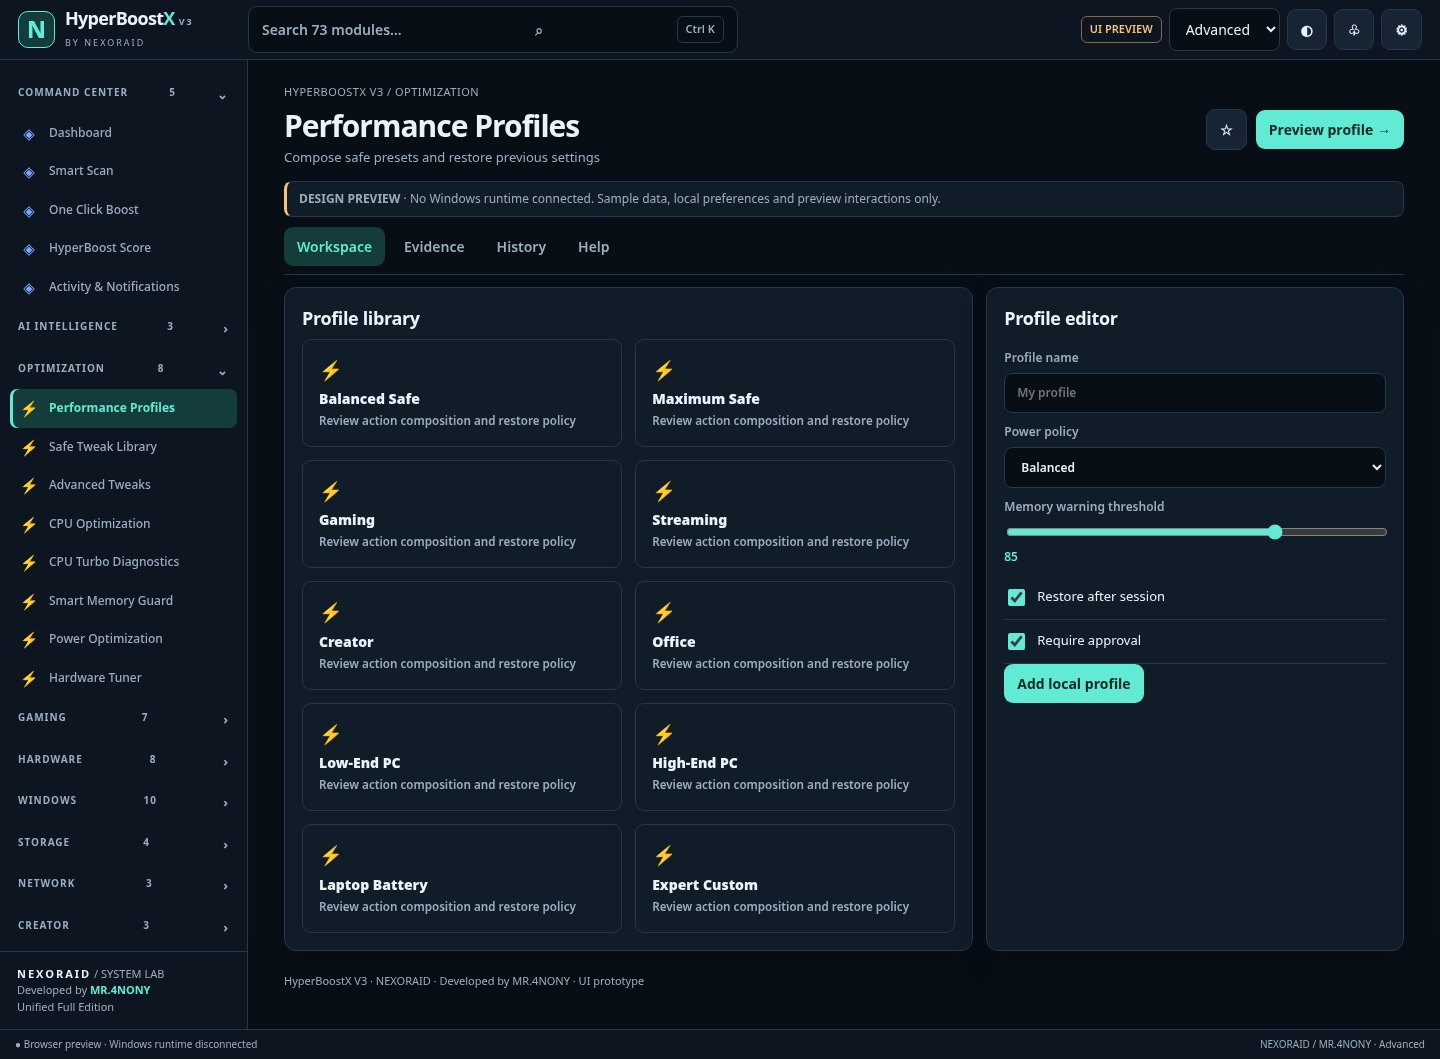 N
HyperBoostX V3
BY NEXORAID
Search 73 modules...
Ctrl K
UI PREVIEW
Advanced
COMMAND CENTER 5
Dashboard
Smart Scan
One Click Boost
HyperBoost Score
Activity & Notifications
AI INTELLIGENCE 3
OPTIMIZATION 8
Performance Profiles
Safe Tweak Library
Advanced Tweaks
CPU Optimization
CPU Turbo Diagnostics
Smart Memory Guard
Power Optimization
Hardware Tuner
GAMING 7
HARDWARE 8
WINDOWS 10
STORAGE 4
NETWORK 3
CREATOR 3
NEXORAID / SYSTEM LAB
Developed by MR.4NONY
Unified Full Edition
HYPERBOOSTX V3 / OPTIMIZATION
Performance Profiles
Compose safe presets and restore previous settings
Preview profile →
DESIGN PREVIEW · No Windows runtime connected. Sample data, local preferences and preview interactions only.
Workspace
Evidence
History
Help
Profile library
Balanced Safe
Review action composition and restore policy
Maximum Safe
Review action composition and restore policy
Gaming
Review action composition and restore policy
Streaming
Review action composition and restore policy
Creator
Review action composition and restore policy
Office
Review action composition and restore policy
Low-End PC
Review action composition and restore policy
High-End PC
Review action composition and restore policy
Laptop Battery
Review action composition and restore policy
Expert Custom
Review action composition and restore policy
Profile editor
Profile name
My profile
Power policy
Balanced
Memory warning threshold
85
Restore after session
Require approval
Add local profile
HyperBoostX V3 · NEXORAID · Developed by MR.4NONY · UI prototype
● Browser preview · Windows runtime disconnected
NEXORAID / MR.4NONY · Advanced